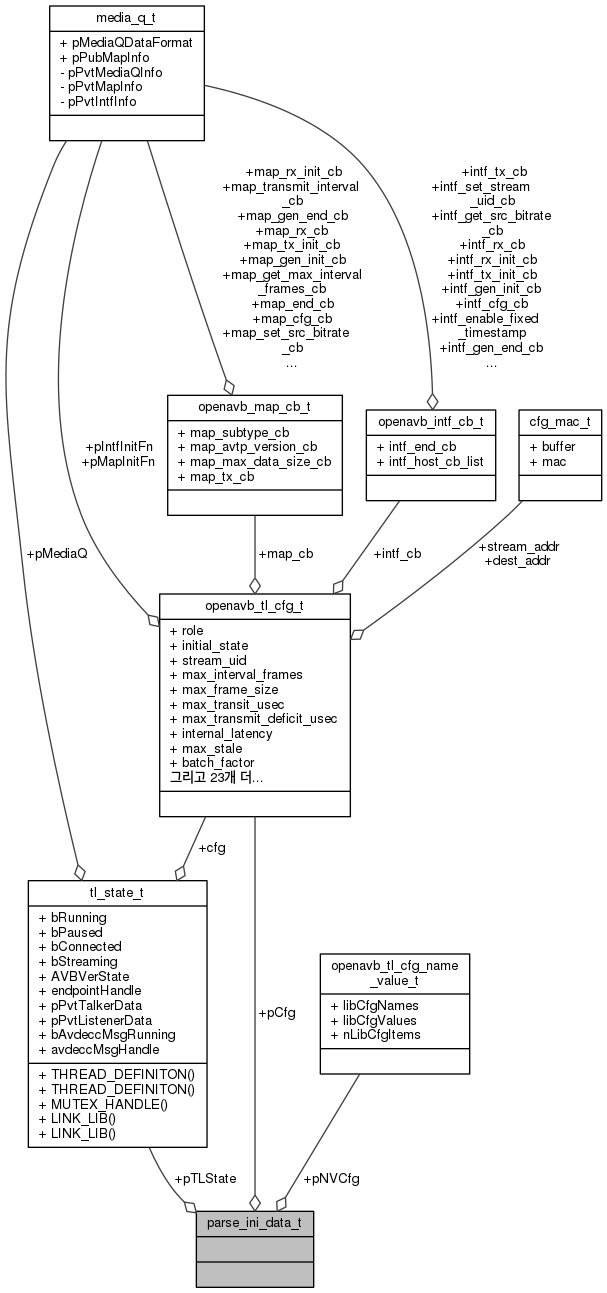 media_q_t
+ pMediaQDataFormat
+ pPubMapInfo
- pPvtMediaQInfo
- pPvtMapInfo
- pPvtIntfInfo
+map_rx_init_cb
+map_transmit_interval
_cb
+map_gen_end_cb
+map_rx_cb
+map_tx_init_cb
+map_gen_init_cb
+map_get_max_interval
_frames_cb
+map_end_cb
+map_cfg_cb
+map_set_src_bitrate
_cb
...
+intf_tx_cb
+intf_set_stream
_uid_cb
+intf_get_src_bitrate
_cb
+intf_rx_cb
+intf_rx_init_cb
+intf_tx_init_cb
+intf_gen_init_cb
+intf_cfg_cb
+intf_enable_fixed
_timestamp
+intf_gen_end_cb
...
openavb_map_cb_t
+ map_subtype_cb
+ map_avtp_version_cb
+ map_max_data_size_cb
+ map_tx_cb
openavb_intf_cb_t
+ intf_end_cb
+ intf_host_cb_list
cfg_mac_t
+ buffer
+ mac
+pIntfInitFn
+pMapInitFn
+pMediaQ
+map_cb
+intf_cb
+stream_addr
+dest_addr
openavb_tl_cfg_t
+ role
+ initial_state
+ stream_uid
+ max_interval_frames
+ max_frame_size
+ max_transit_usec
+ max_transmit_deficit_usec
+ internal_latency
+ max_stale
+ batch_factor
그리고 23개 더...
+cfg
tl_state_t
+ bRunning
+ bPaused
+ bConnected
+ bStreaming
+ AVBVerState
+ endpointHandle
+ pPvtTalkerData
+ pPvtListenerData
+ bAvdeccMsgRunning
+ avdeccMsgHandle
+ THREAD_DEFINITON()
+ THREAD_DEFINITON()
+ MUTEX_HANDLE()
+ LINK_LIB()
+ LINK_LIB()
openavb_tl_cfg_name
_value_t
+ libCfgNames
+ libCfgValues
+ nLibCfgItems
+pCfg
+pTLState
+pNVCfg
parse_ini_data_t